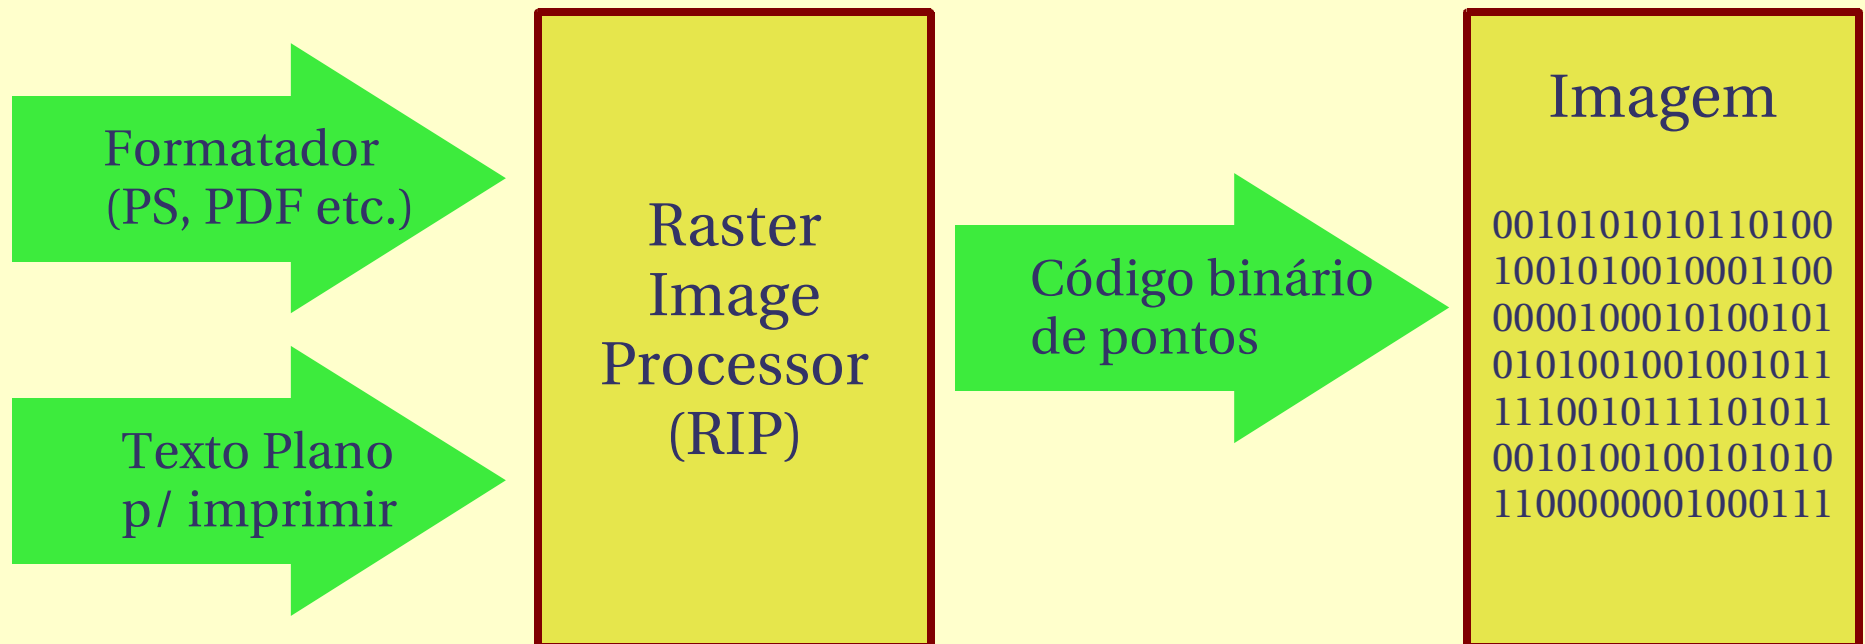 Formatador
(PS, PDF etc.)
Texto Plano
p/ imprimir
Raster
Image
Processor
(RIP)
Código binário
de pontos
Imagem
0010101010110100
1001010010001100
0000100010100101
0101001001001011
1110010111101011
0010100100101010
1100000001000111